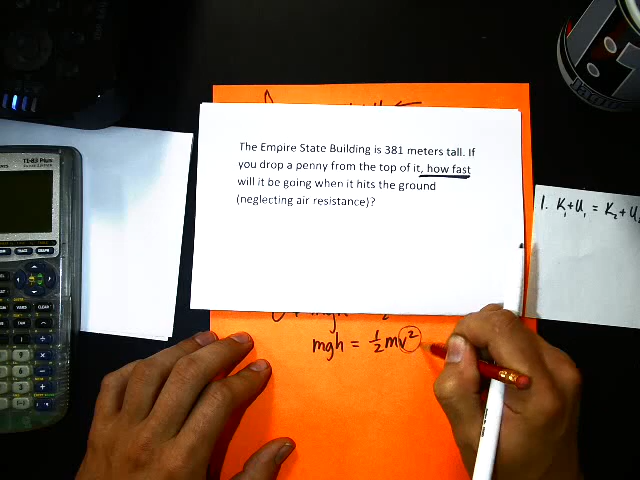 TI-83 Plus
The Empire State Building is 381 meters tall. If
you drop a penny from the top of it, how fast
will it be going when it hits the ground
(neglecting air resistance)?
1. K₁+U₁ = K₂+U
mgh = ½mv²